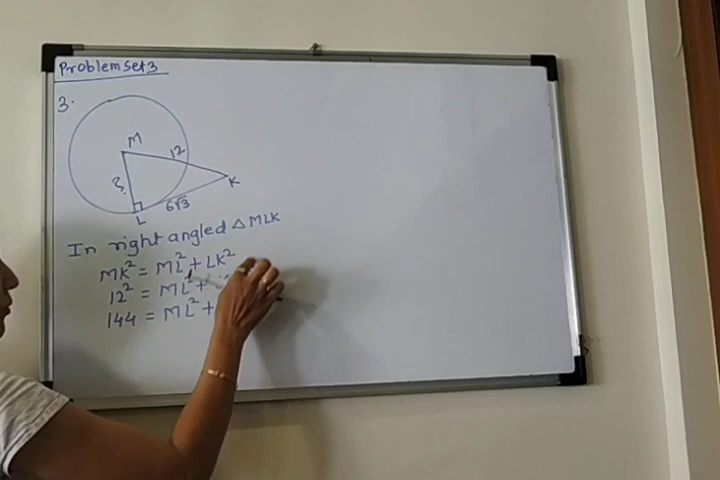 Problem Set 3
3.
M
12
?
K
6√3
L
In right angled △ MLK
MK² = ML² + LK²
12² = ML² +
144 = ML² +